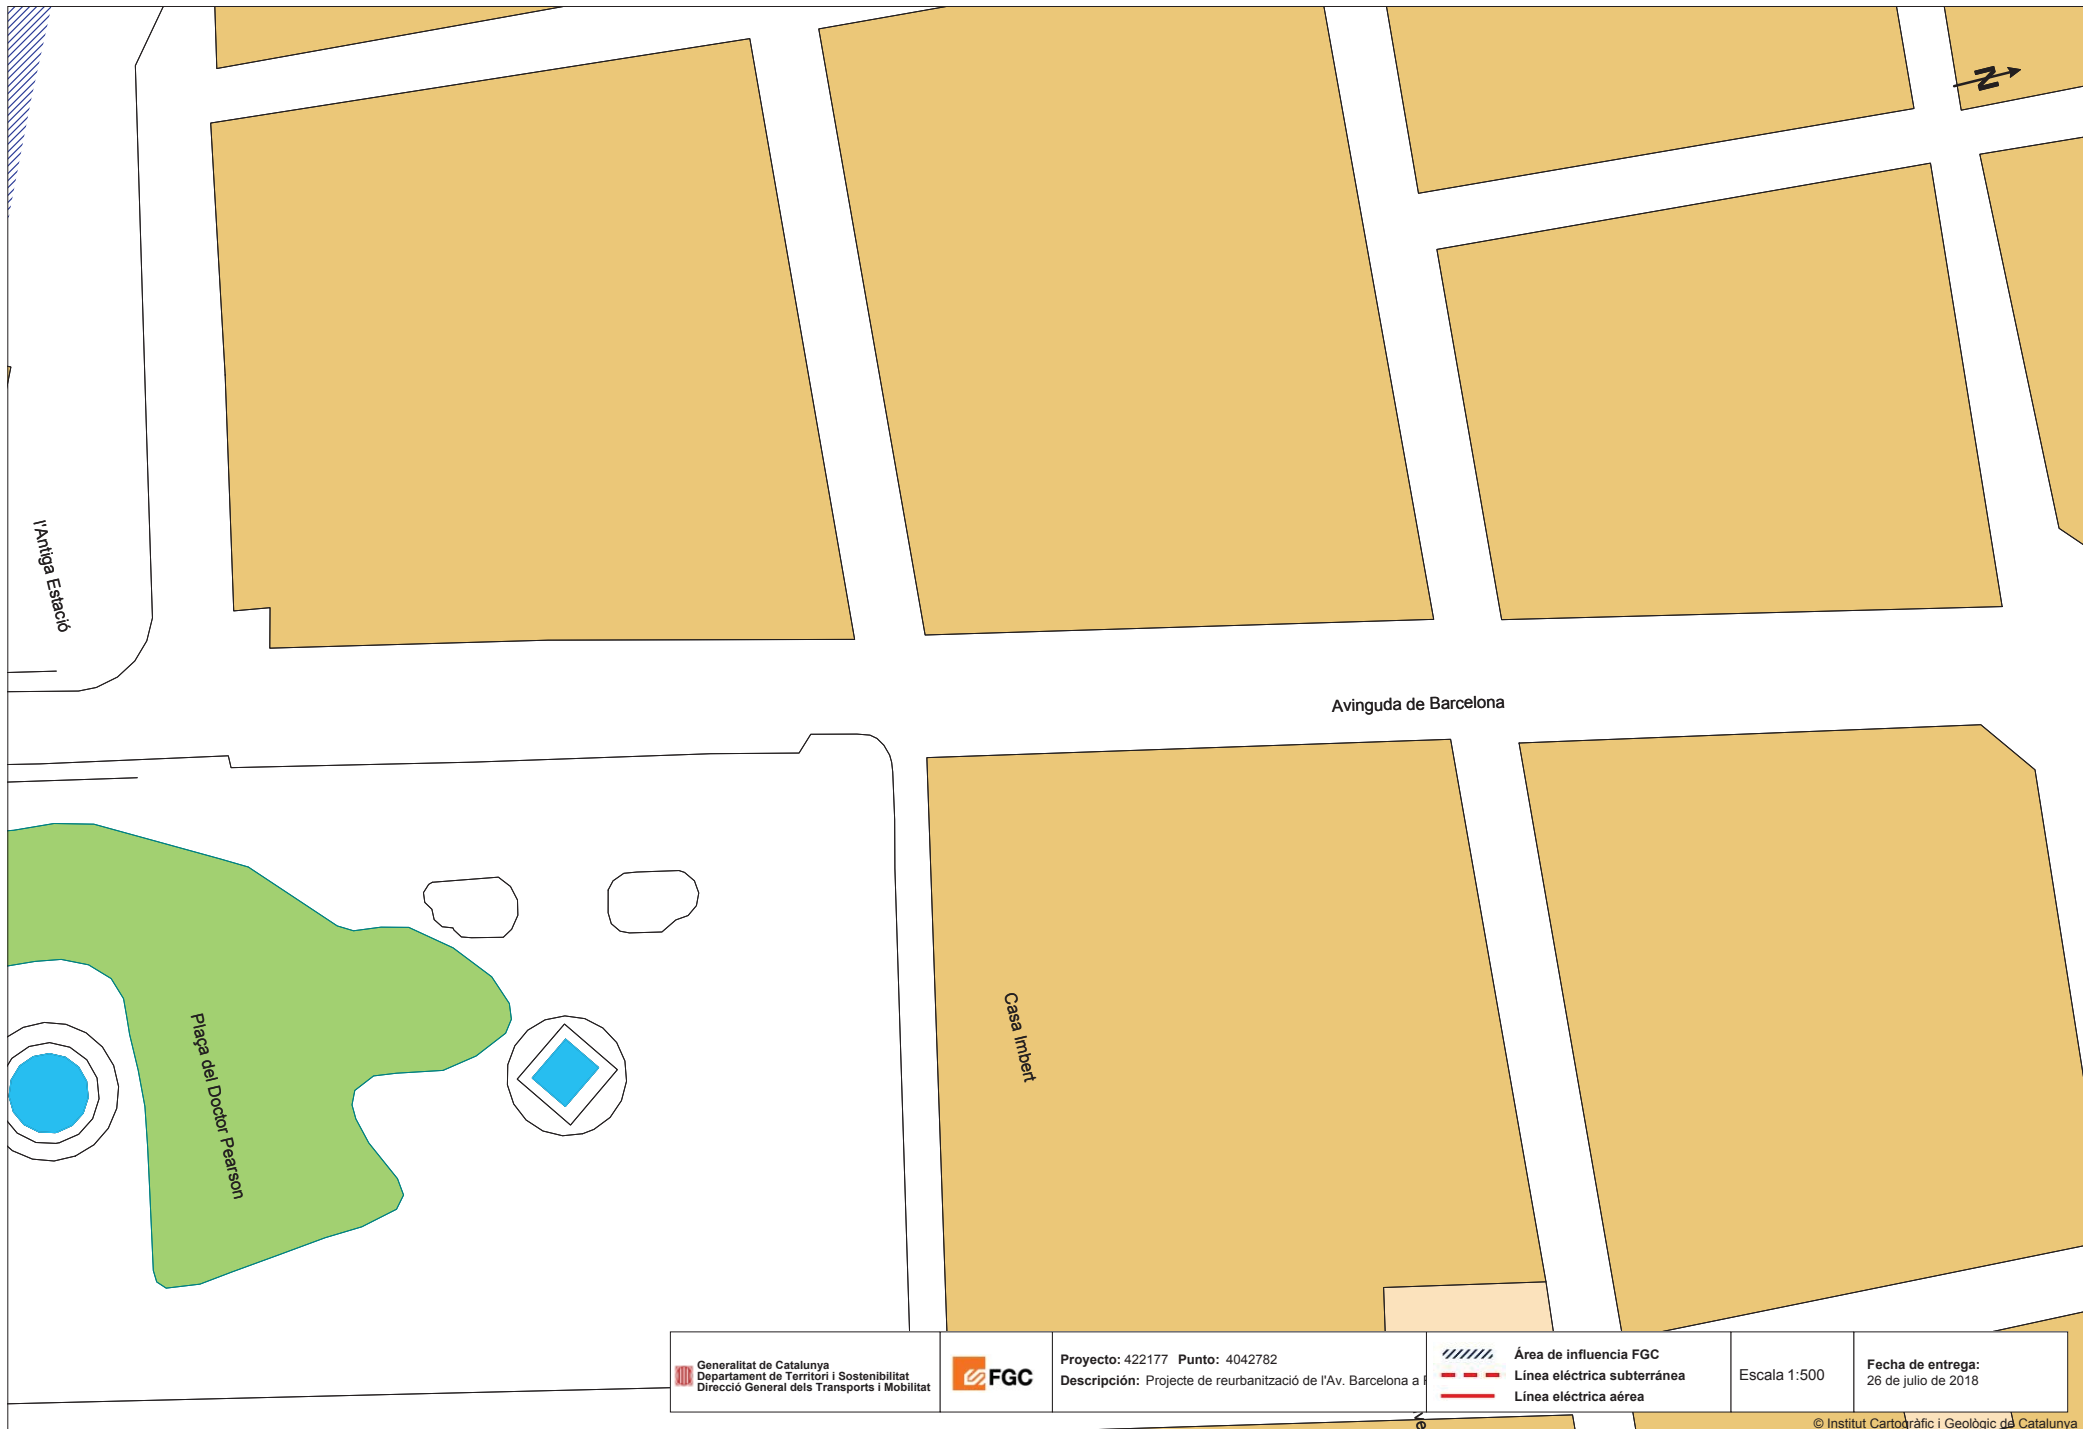 N
l'Antiga Estació
Avinguda de Barcelona
Casa Imbert
Plaça del Doctor Pearson
Generalitat de Catalunya
Departament de Territori i Sostenibilitat
Direcció General dels Transports i Mobilitat
FGC
Proyecto: 422177 Punto: 4042782
Descripción: Projecte de reurbanització de l'Av. Barcelona a
Área de influencia FGC
Línea eléctrica subterránea
Línea eléctrica aérea
Escala 1:500
Fecha de entrega:
26 de julio de 2018
© Institut Cartogràfic i Geològic de Catalunya